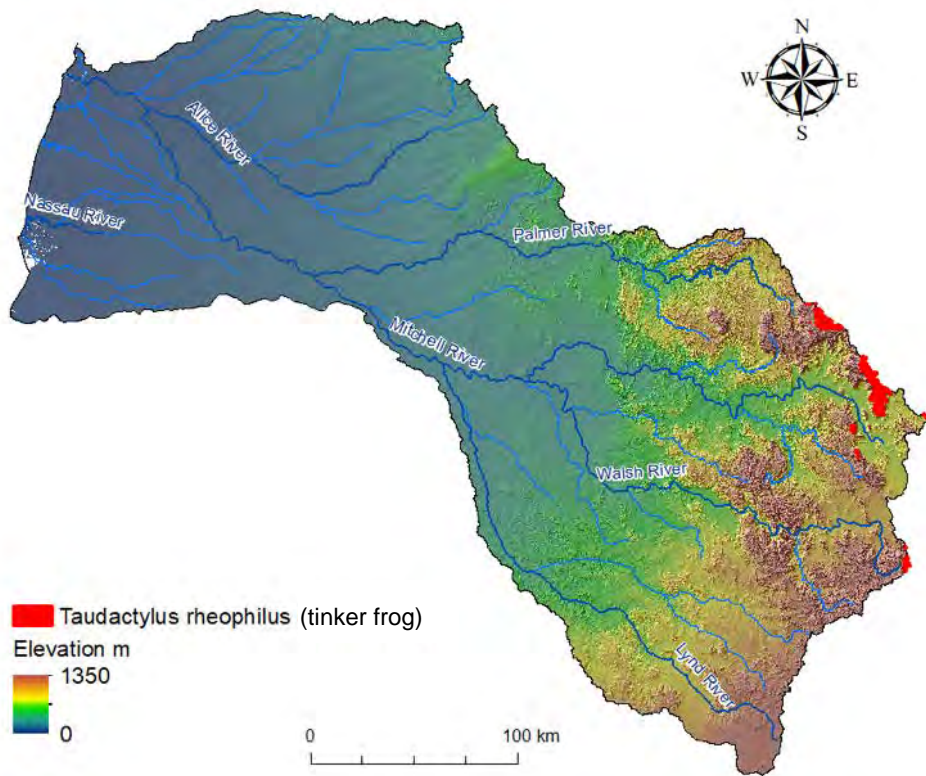 N
W E
S
Alice River
Nassau River
Palmer River
Mitchell River
Walsh River
Lynd River
Taudactylus rheophilus (tinker frog)
Elevation m
1350
0
0 100 km